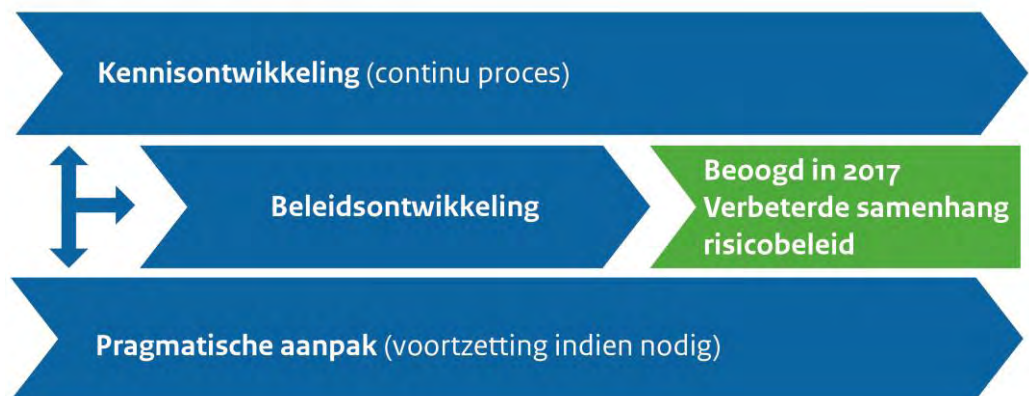 Kennisontwikkeling (continu proces)
Beleidsontwikkeling
Beoogd in 2017
Verbeterde samenhang
risicobeleid
Pragmatische aanpak (voortzetting indien nodig)